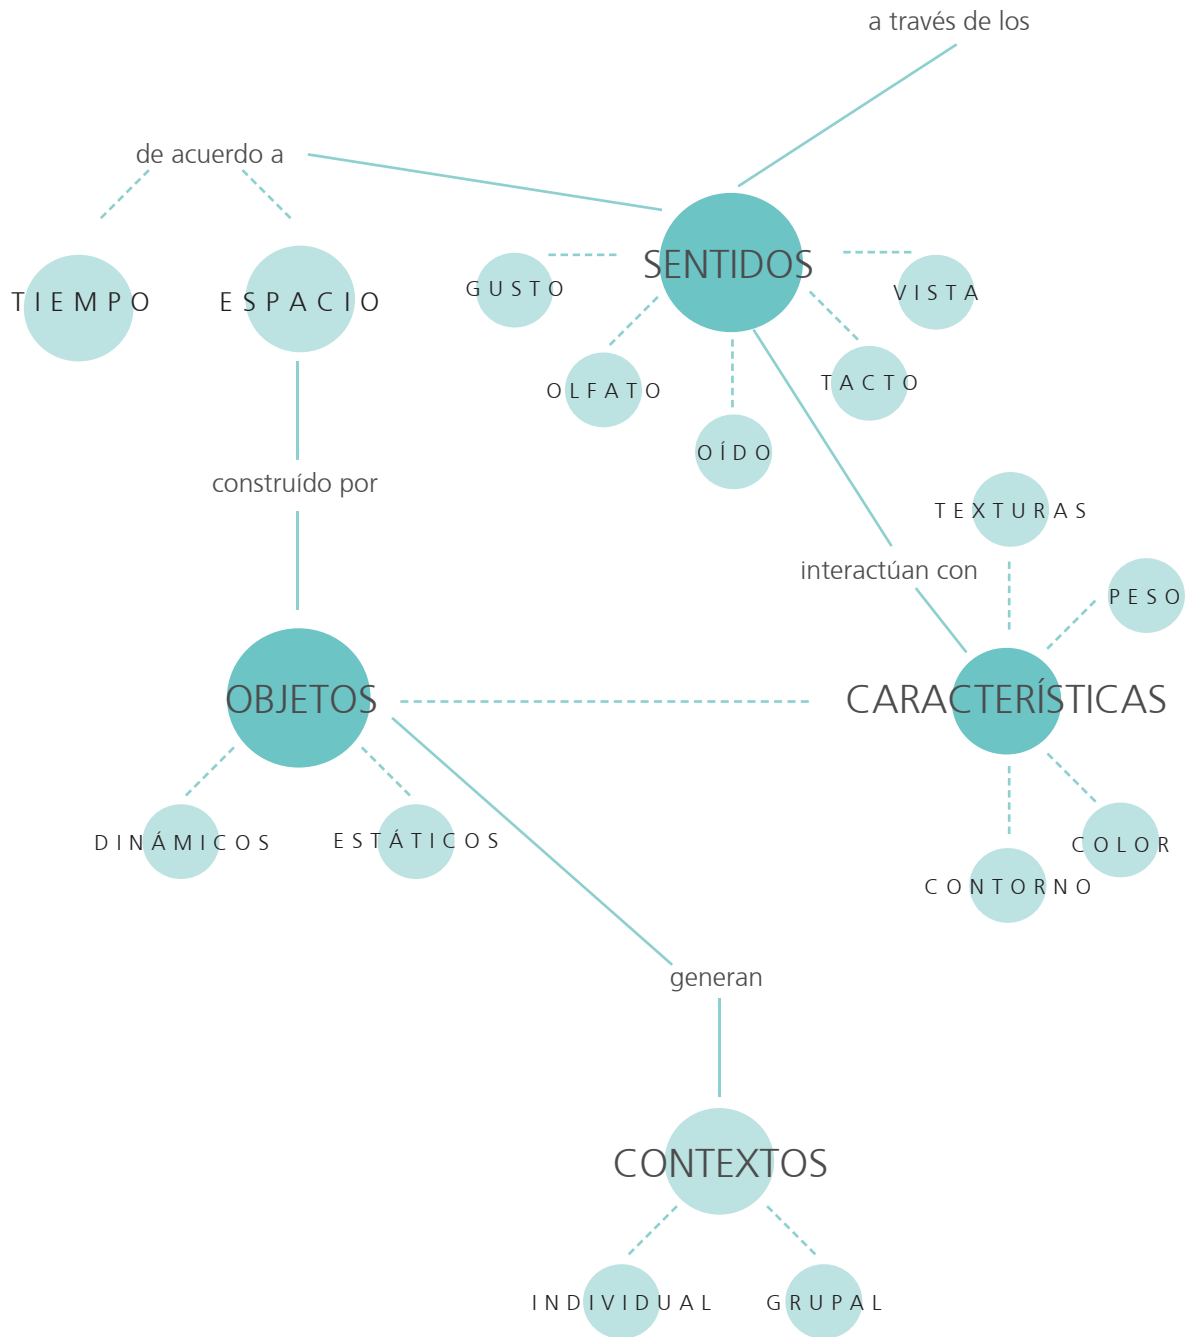 a través de los
de acuerdo a
SENTIDOS
TIEMPO
ESPACIO
GUSTO
VISTA
OLFATO
TACTO
OÍDO
construído por
TEXTURAS
interactúan con
PESO
OBJETOS
CARACTERÍSTICAS
DINÁMICOS
ESTÁTICOS
COLOR
CONTORNO
generan
CONTEXTOS
INDIVIDUAL
GRUPAL